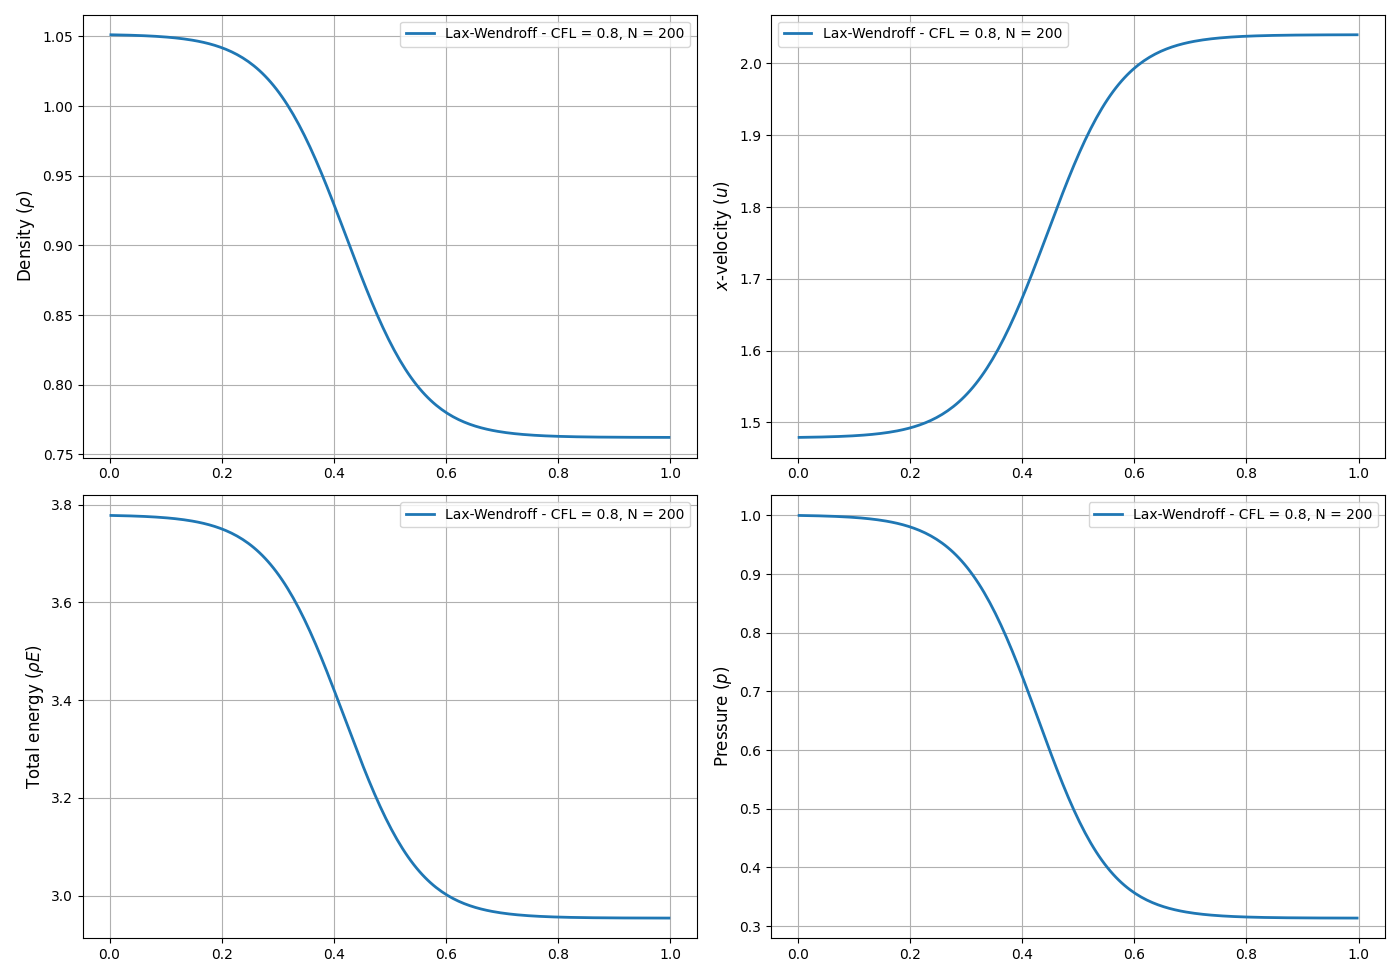 Lax-Wendroff - CFL = 0.8, N = 200
Density (ρ)
1.05
1.00
0.95
0.90
0.85
0.80
0.75
0.0 0.2 0.4 0.6 0.8 1.0
Lax-Wendroff - CFL = 0.8, N = 200
x-velocity (u)
2.0
1.9
1.8
1.7
1.6
1.5
0.0 0.2 0.4 0.6 0.8 1.0
Lax-Wendroff - CFL = 0.8, N = 200
Total energy (ρE)
3.8
3.6
3.4
3.2
3.0
0.0 0.2 0.4 0.6 0.8 1.0
Lax-Wendroff - CFL = 0.8, N = 200
Pressure (p)
1.0
0.9
0.8
0.7
0.6
0.5
0.4
0.3
0.0 0.2 0.4 0.6 0.8 1.0